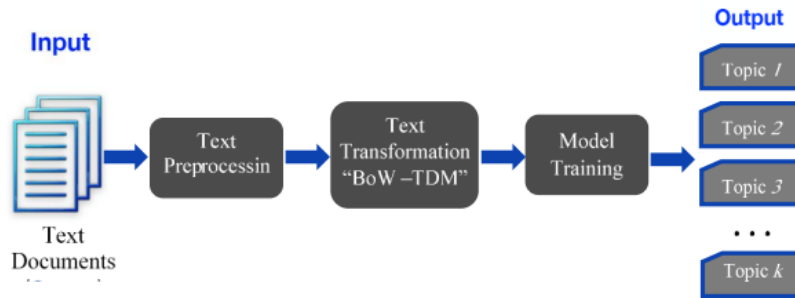 Input
Text
Documents
Text
Preprocessin
Text
Transformation
“BoW –TDM”
Model
Training
Output
Topic 1
Topic 2
Topic 3
...
Topic k